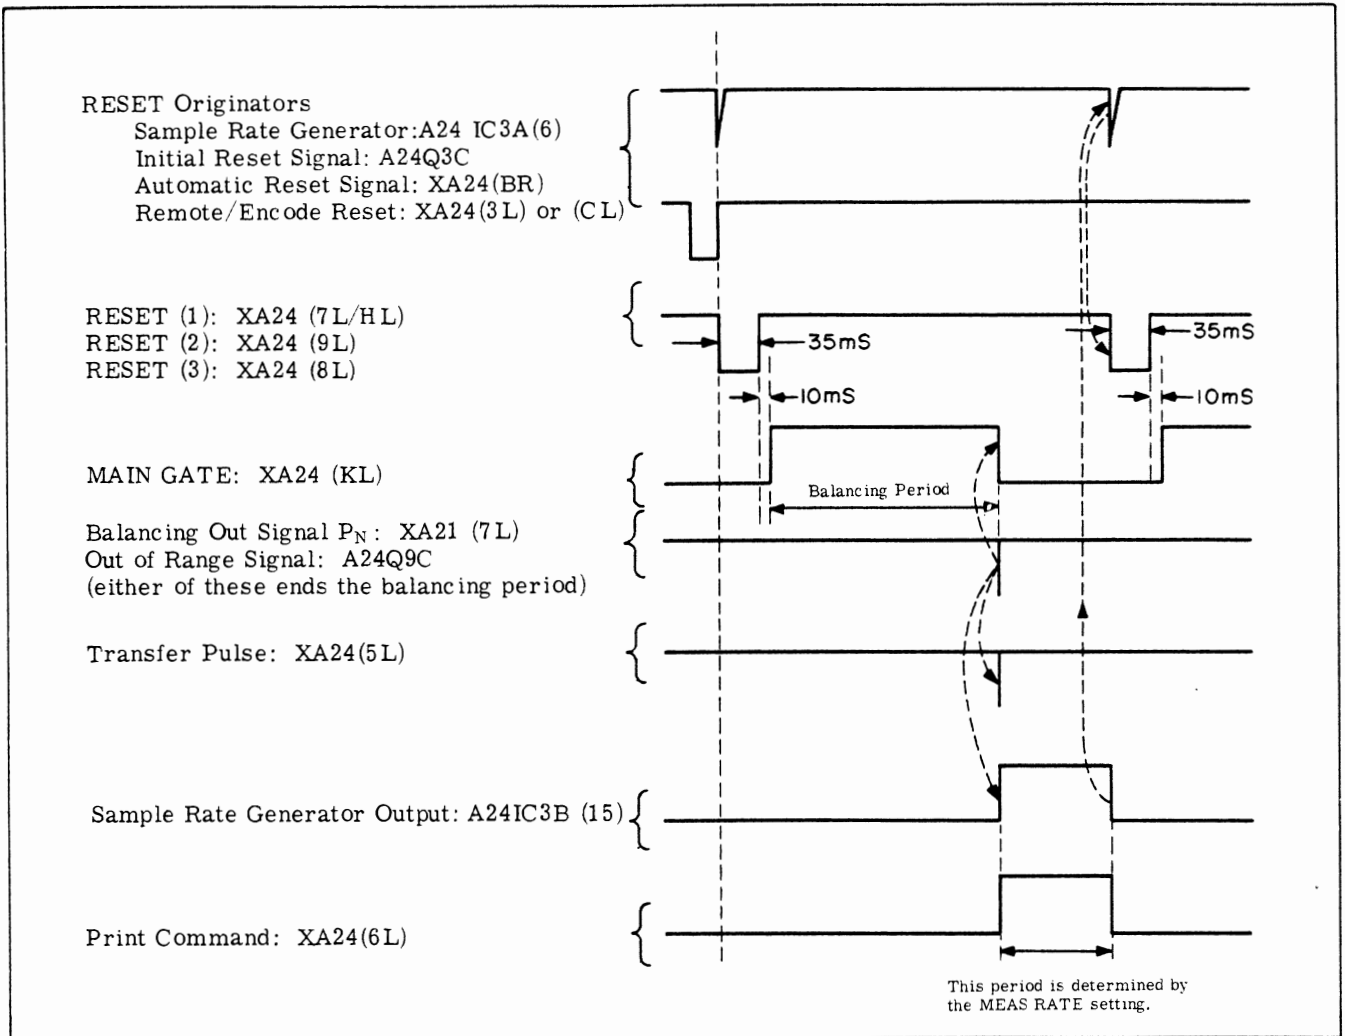 RESET Originators
Sample Rate Generator:A24 IC3A(6)
Initial Reset Signal: A24Q3C
Automatic Reset Signal: XA24(BR)
Remote/Encode Reset: XA24(3L) or (CL)
RESET (1): XA24 (7L/HL)
RESET (2): XA24 (9L)
RESET (3): XA24 (8L)
35mS
35mS
10mS
10mS
MAIN GATE: XA24 (KL)
Balancing Period
Balancing Out Signal PN: XA21 (7L)
Out of Range Signal: A24Q9C
(either of these ends the balancing period)
Transfer Pulse: XA24(5L)
Sample Rate Generator Output: A24IC3B (15)
Print Command: XA24(6L)
This period is determined by
the MEAS RATE setting.